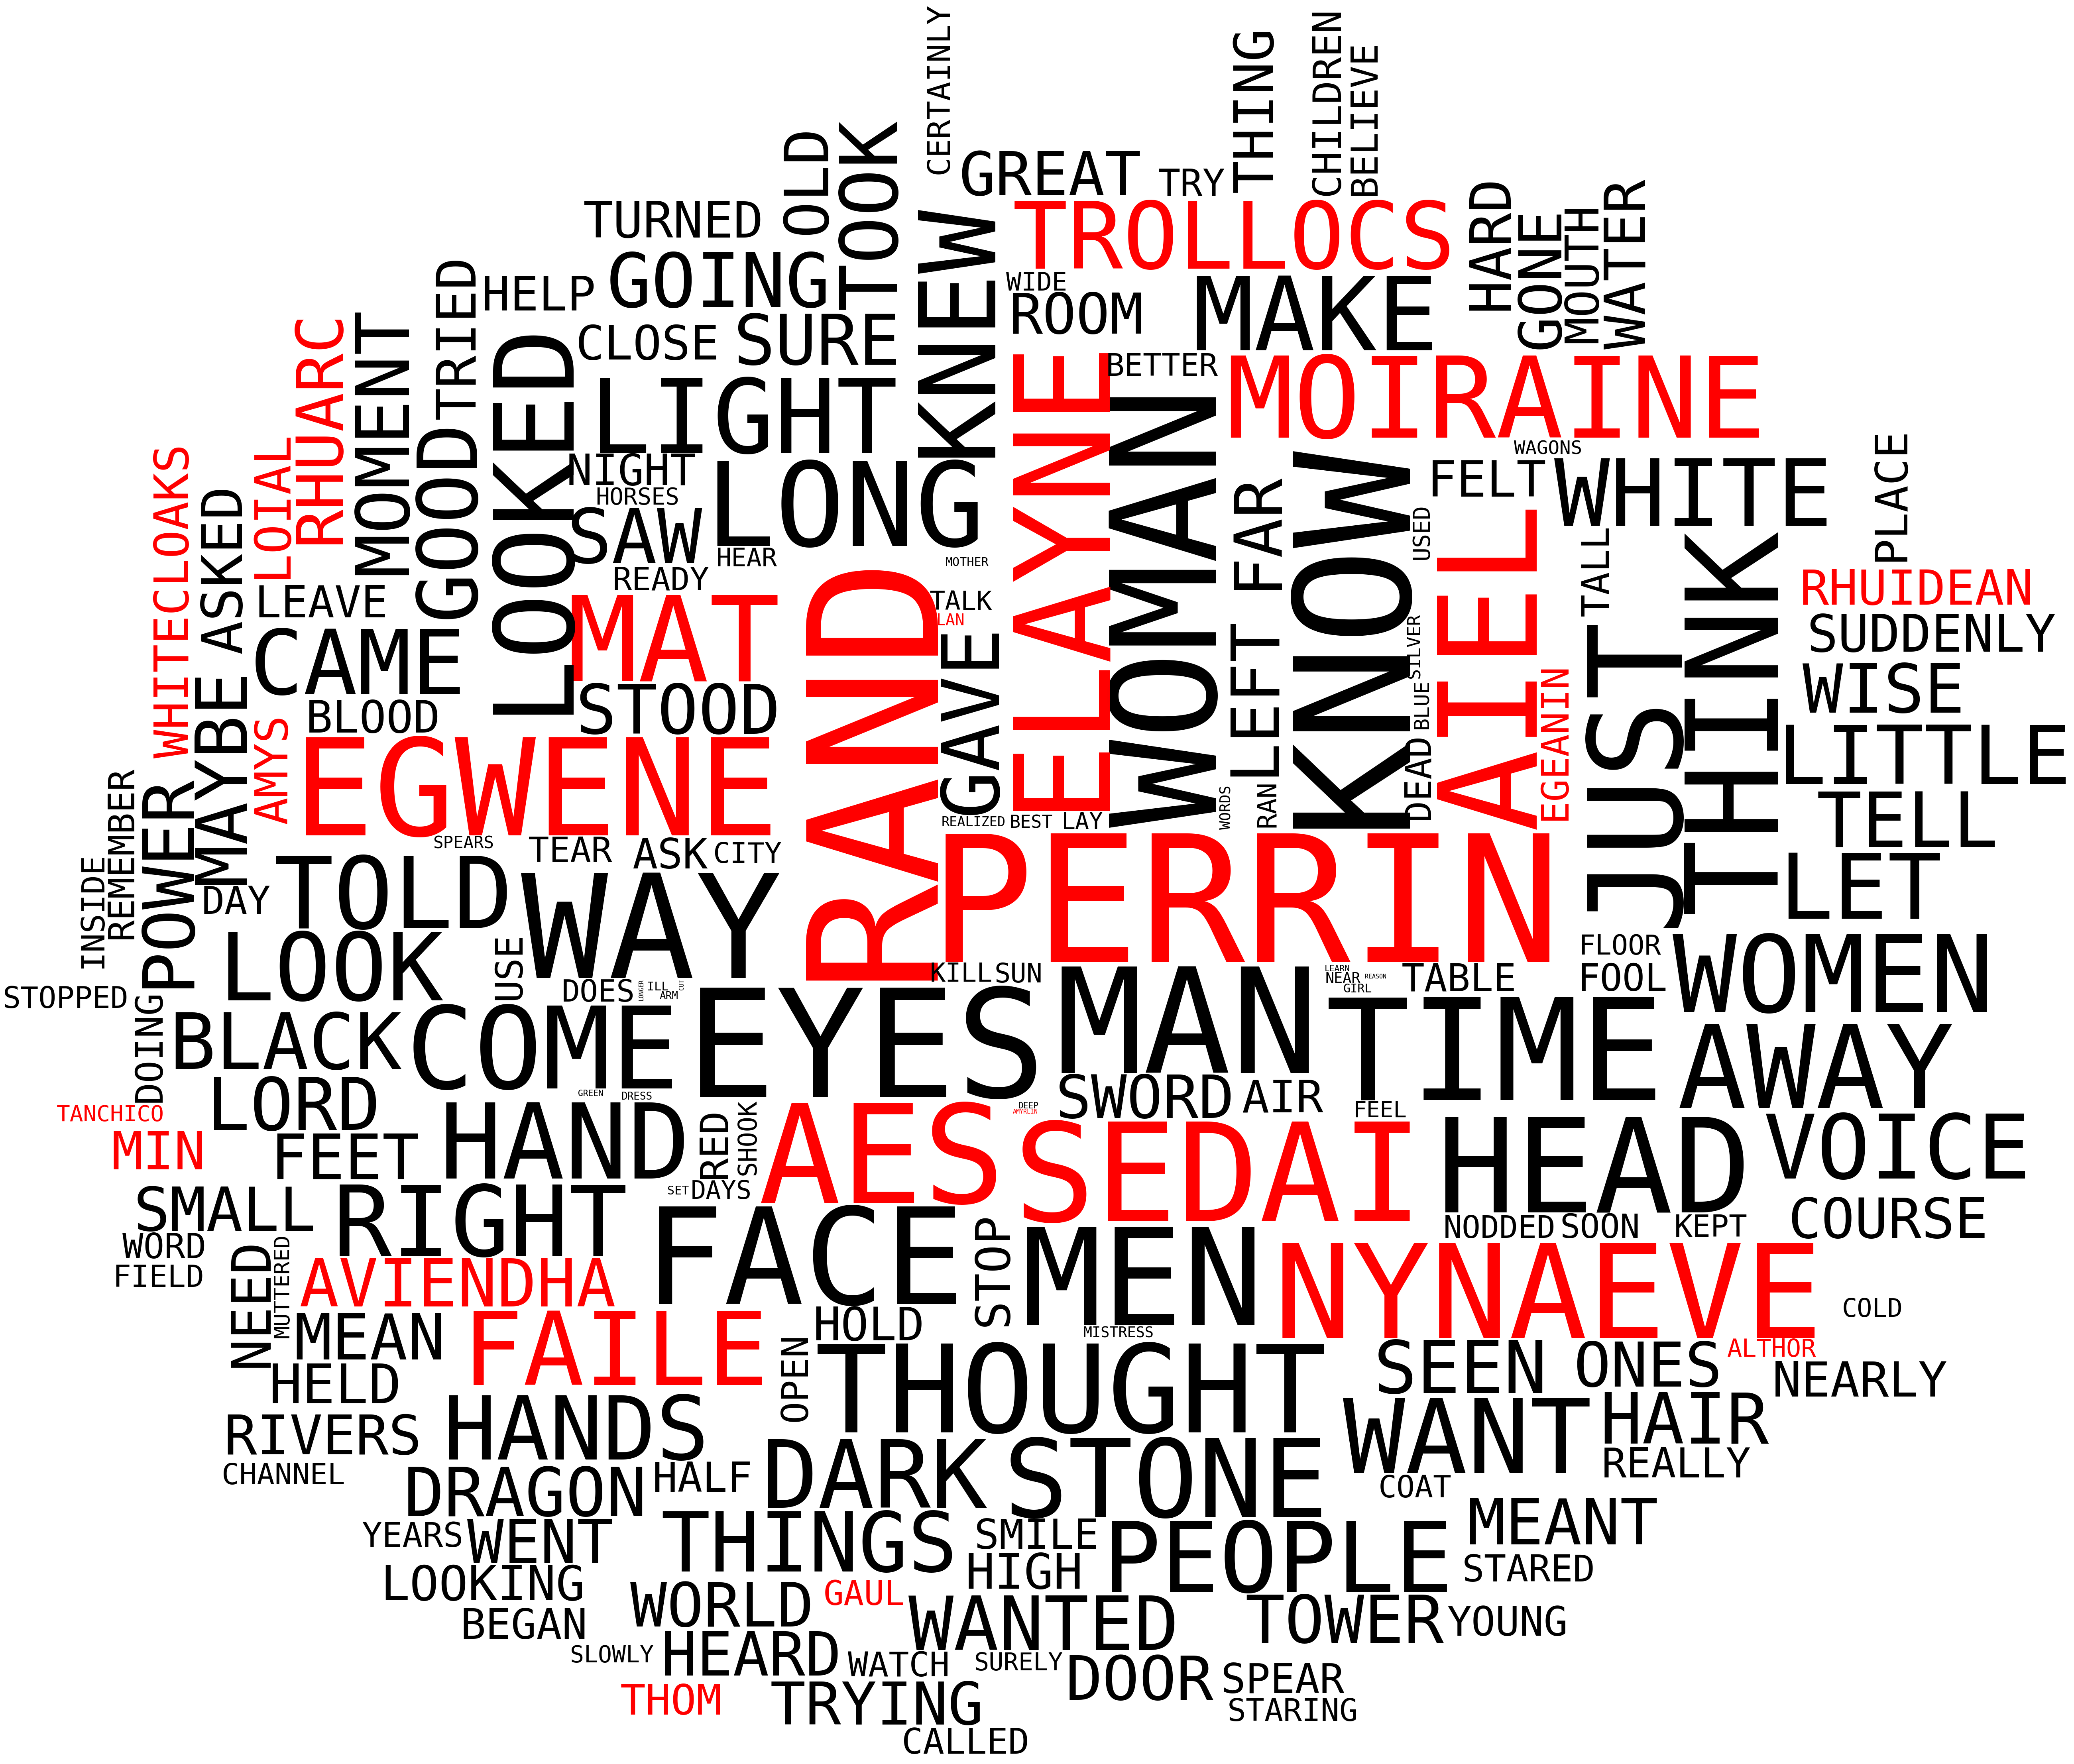 CERTAINLY
THING
CHILDREN
BELIEVE
OLD
TOOK
GREAT
TRY
TURNED
TROLLOCS
HARD
GONE
MOUTH
WATER
KNEW
HELP
GOING
WIDE
ROOM
MAKE
TRIED
CLOSE
SURE
RHUARC
MOMENT
LOOKED
LIGHT
ELAYNE
BETTER
MOIRAINE
WOMAN
WHITECLOAKS
LOIAL
GOOD
NIGHT
HORSES
LONG
KNOW
FAR
WAGONS
FELT
WHITE
PLACE
ASKED
SAW
HEAR
READY
MOTHER
USED
AIEL
TALL
THINK
LEAVE
MAT
RAND
TALK
LAN
RHUIDEAN
SUDDENLY
CAME
GAVE
LEFT
SILVER
JUST
WISE
MAYBE
BLOOD
STOOD
BLUE
EGEANIN
AMYS
EGWENE
DEAD
LITTLE
REMEMBER
POWER
SPEARS
TEAR
ASK
CITY
REALIZED
BEST
LAY
WORDS
RAN
TELL
INSIDE
DAY
TOLD
WAY
PERRIN
LET
LOOK
USE
FLOOR
WOMEN
STOPPED
DOES
LONGER
ILL
ARM
CUT
KILL
SUN
MAN
LEARN
NEAR
REASON
GIRL
TABLE
FOOL
DOING
BLACK
COME
EYES
TIME
AWAY
TANCHICO
LORD
GREEN
DRESS
SWORD
AIR
DEEP
AMYRLIN
FEEL
MIN
FEET
HAND
RED
SHOOK
AES
SEDAI
HEAD
VOICE
SMALL
RIGHT
SET
DAYS
FACE
STOP
MEN
NODDED
SOON
KEPT
COURSE
WORD
FIELD
NEED
MUTTERED
AVIENDHA
NYNAEVE
COLD
MEAN
FAILE
HOLD
MISTRESS
ALTHOR
HELD
OPEN
THOUGHT
SEEN
ONES
NEARLY
RIVERS
HANDS
WANT
HAIR
REALLY
CHANNEL
DRAGON
HALF
DARK
STONE
COAT
YEARS
WENT
THINGS
SMILE
PEOPLE
MEANT
LOOKING
HIGH
STARED
WORLD
GAUL
BEGAN
WANTED
TOWER
YOUNG
SLOWLY
HEARD
WATCH
SURELY
DOOR
SPEAR
THOM
TRYING
STARING
CALLED